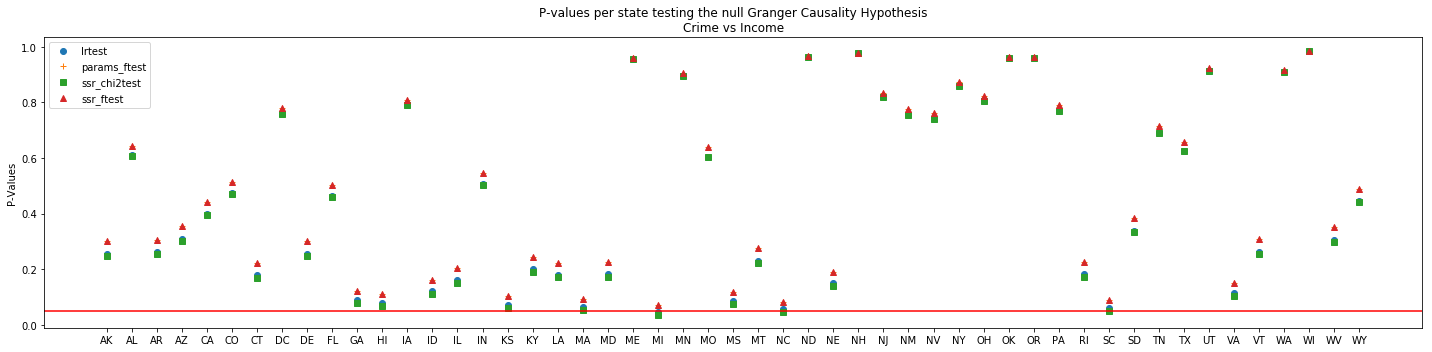 P-values per state testing the null Granger Causality Hypothesis
Crime vs Income
lrtest
params_ftest
ssr_chi2test
ssr_ftest
P-Values
1.0
0.8
0.6
0.4
0.2
0.0
AK AL AR AZ CA CO CT DC DE FL GA HI IA ID IL IN KS KY LA MA MD ME MI MN MO MS MT NC ND NE NH NJ NM NV NY OH OK OR PA RI SC SD TN TX UT VA VT WA WI WV WY